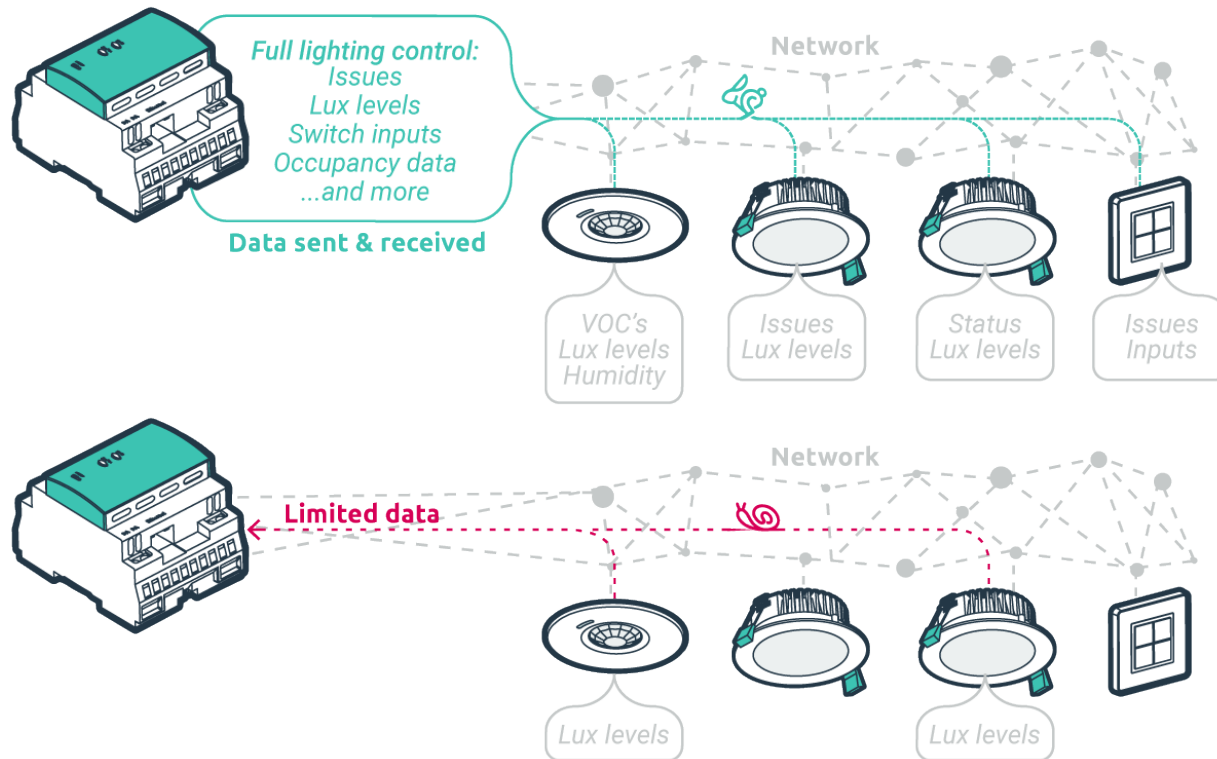 Network
Full lighting control:
Issues
Lux levels
Switch inputs
Occupancy data
...and more
Data sent & received
VOC's
Lux levels
Humidity
Issues
Lux levels
Status
Lux levels
Issues
Inputs
Network
Limited data
Lux levels
Lux levels